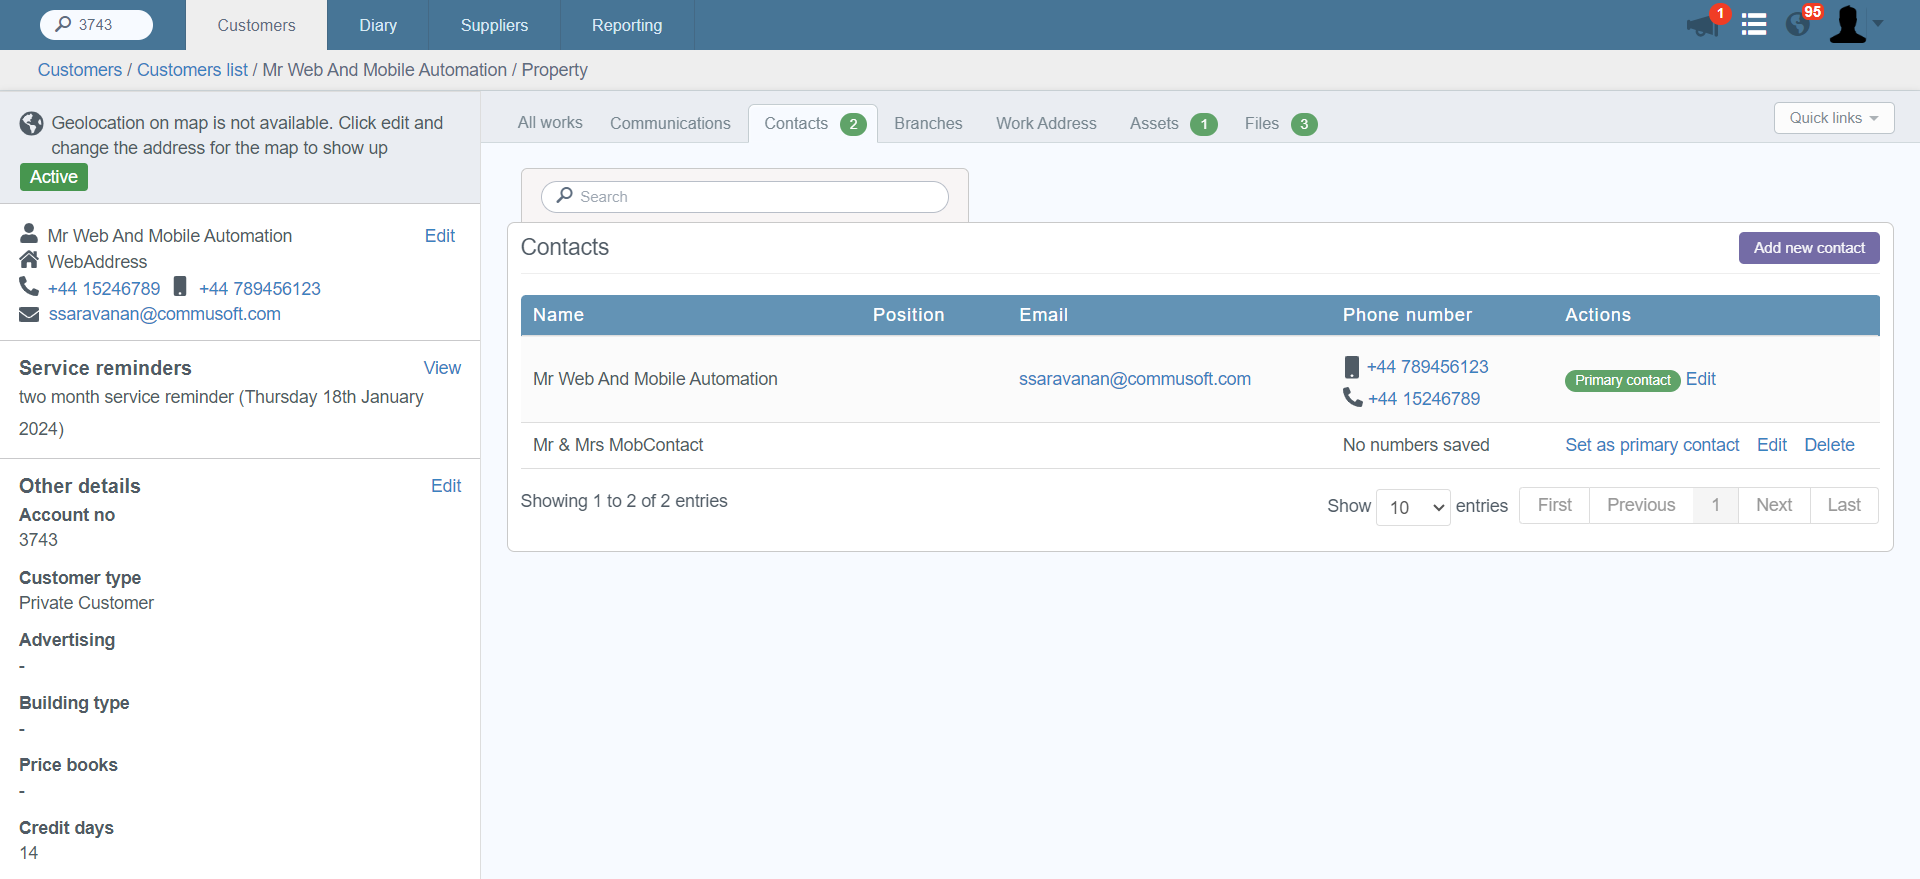 3743
Customers
Diary
Suppliers
Reporting
1
95
Customers / Customers list / Mr Web And Mobile Automation / Property
Geolocation on map is not available. Click edit and
change the address for the map to show up
Active
Mr Web And Mobile Automation
Edit
WebAddress
+44 15246789
+44 789456123
ssaravanan@commusoft.com
Service reminders
View
two month service reminder (Thursday 18th January
2024)
Other details
Edit
Account no
3743
Customer type
Private Customer
Advertising
-
Building type
-
Price books
-
Credit days
14
All works
Communications
Contacts 2
Branches
Work Address
Assets 1
Files 3
Quick links
Search
Contacts
Add new contact
Name Position Email Phone number Actions
Mr Web And Mobile Automation ssaravanan@commusoft.com
+44 789456123
+44 15246789
Primary contact Edit
Mr & Mrs MobContact No numbers saved Set as primary contact Edit Delete
Showing 1 to 2 of 2 entries
Show 10 entries
First Previous 1 Next Last